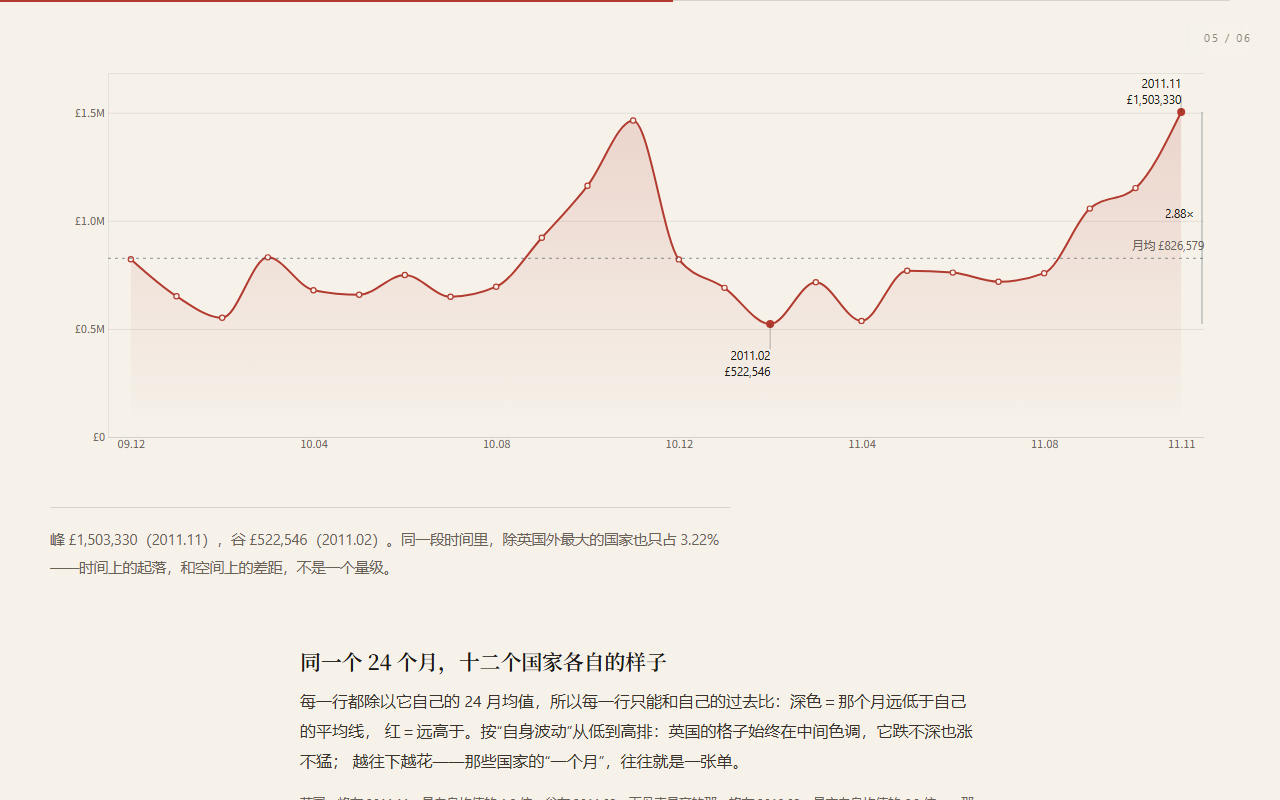 05 / 06
2011.11
£1,503,330
£1.5M
£1.0M
2.88×
月均 £826,579
£0.5M
2011.02
£522,546
£0
09.12 10.04 10.08 10.12 11.04 11.08 11.11
峰 £1,503,330（2011.11），谷 £522,546（2011.02）。同一段时间里，除英国外最大的国家也只占 3.22%
——时间上的起落，和空间上的差距，不是一个量级。
同一个 24 个月，十二个国家各自的样子
每一行都除以它自己的 24 月均值，所以每一行只能和自己的过去比：深色 = 那个月远低于自己
的平均线， 红 = 远高于。按“自身波动”从低到高排：英国的格子始终在中间色调，它跌不深也涨
不猛； 越往下越花——那些国家的“一个月”，往往就是一张单。